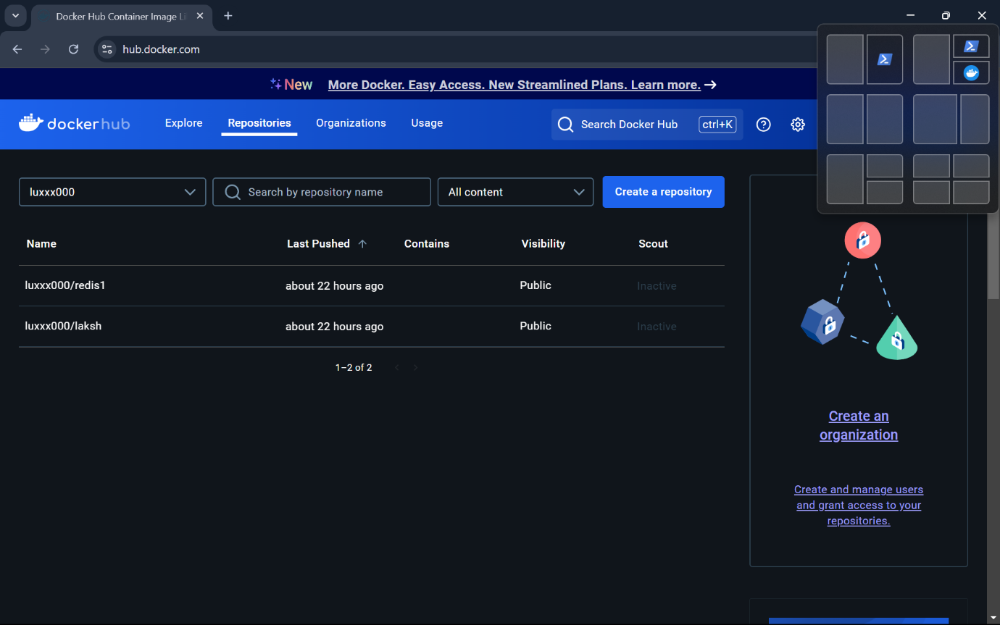 Docker Hub Container Image Li
hub.docker.com
New More Docker. Easy Access. New Streamlined Plans. Learn more. →
dockerhub Explore Repositories Organizations Usage Search Docker Hub ctrl+K
luxxx000 Search by repository name All content Create a repository
Name Last Pushed Contains Visibility Scout
luxxx000/redis1 about 22 hours ago Public Inactive
luxxx000/laksh about 22 hours ago Public Inactive
1–2 of 2
Create an
organization
Create and manage users
and grant access to your
repositories.